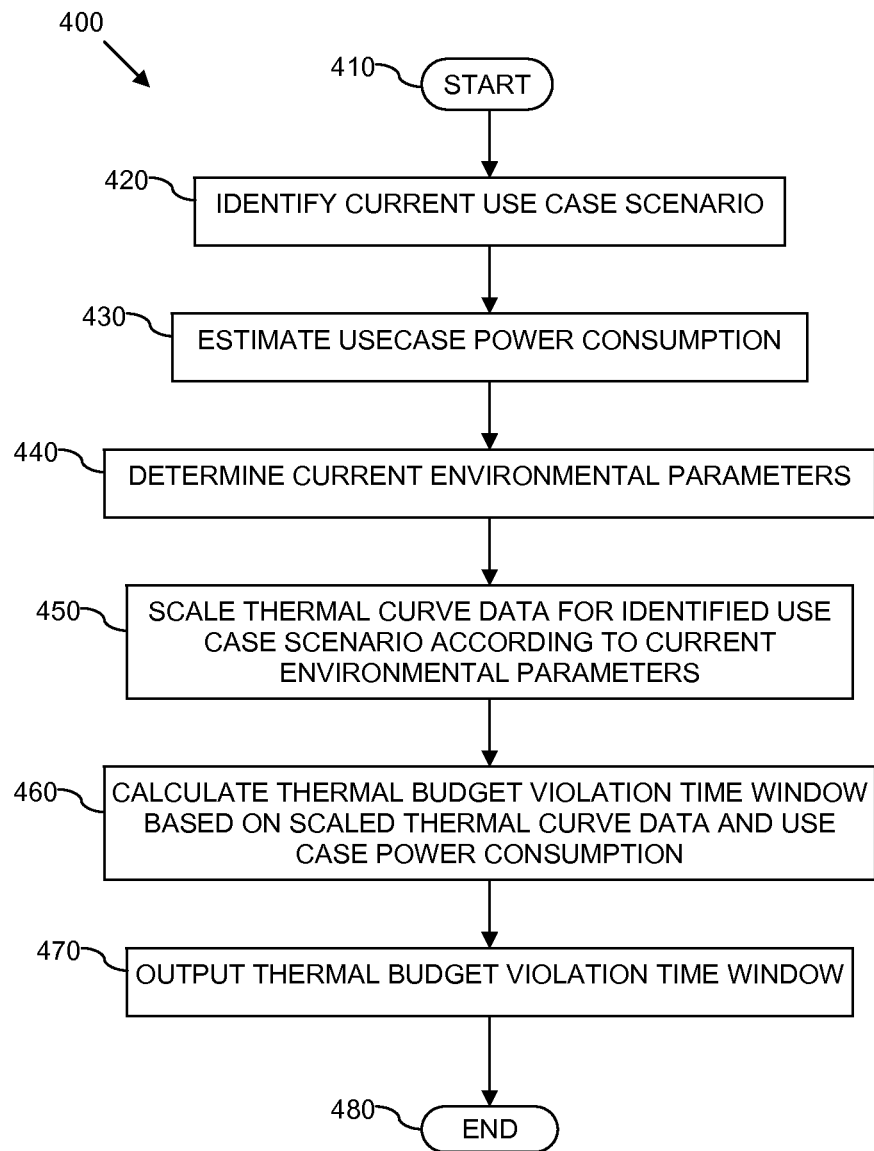 400
410
START
420
IDENTIFY CURRENT USE CASE SCENARIO
430
ESTIMATE USECASE POWER CONSUMPTION
440
DETERMINE CURRENT ENVIRONMENTAL PARAMETERS
450
SCALE THERMAL CURVE DATA FOR IDENTIFIED USE
CASE SCENARIO ACCORDING TO CURRENT
ENVIRONMENTAL PARAMETERS
460
CALCULATE THERMAL BUDGET VIOLATION TIME WINDOW
BASED ON SCALED THERMAL CURVE DATA AND USE
CASE POWER CONSUMPTION
470
OUTPUT THERMAL BUDGET VIOLATION TIME WINDOW
480
END